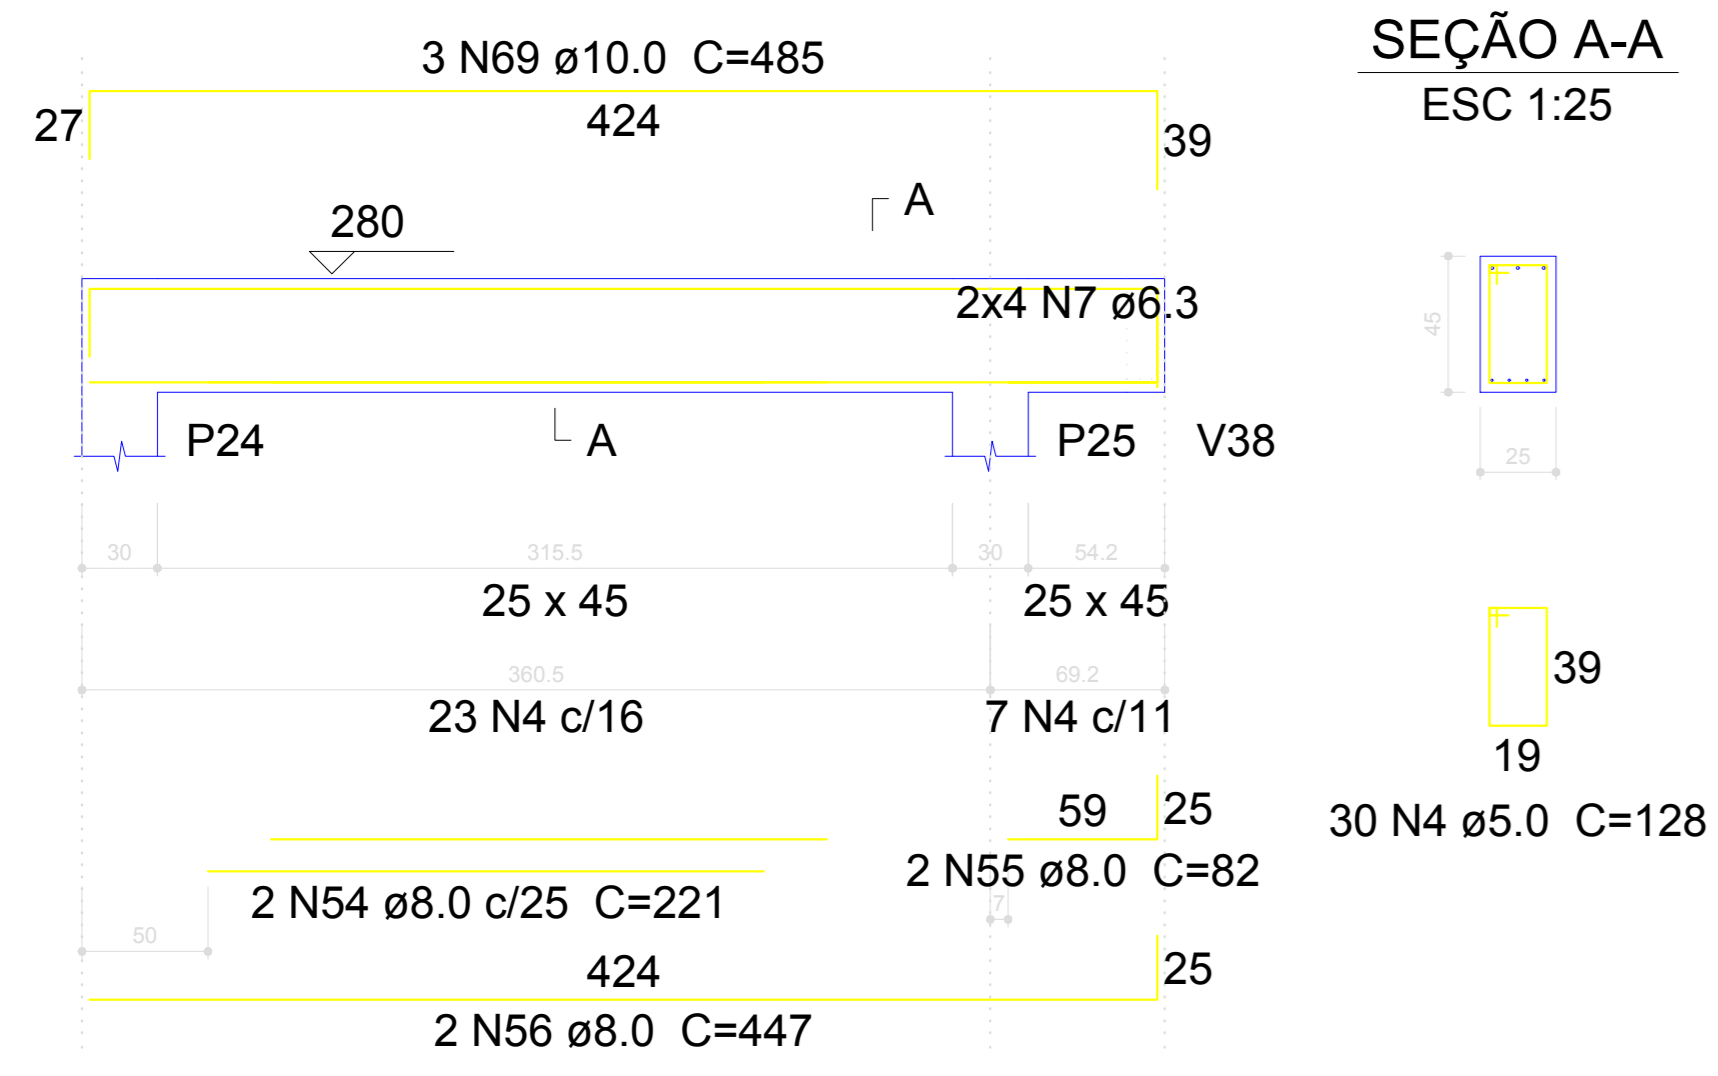 3 N69 ø10.0 C=485
SEÇÃO A-A
ESC 1:25
27
424
39
A
280
2x4 N7 ø6.3
45
25
P24
A
P25
V38
30
315.5
30
54.2
25 x 45
25 x 45
360.5
69.2
23 N4 c/16
7 N4 c/11
39
19
30 N4 ø5.0 C=128
59
25
2 N55 ø8.0 C=82
2 N54 ø8.0 c/25 C=221
7
50
424
25
2 N56 ø8.0 C=447